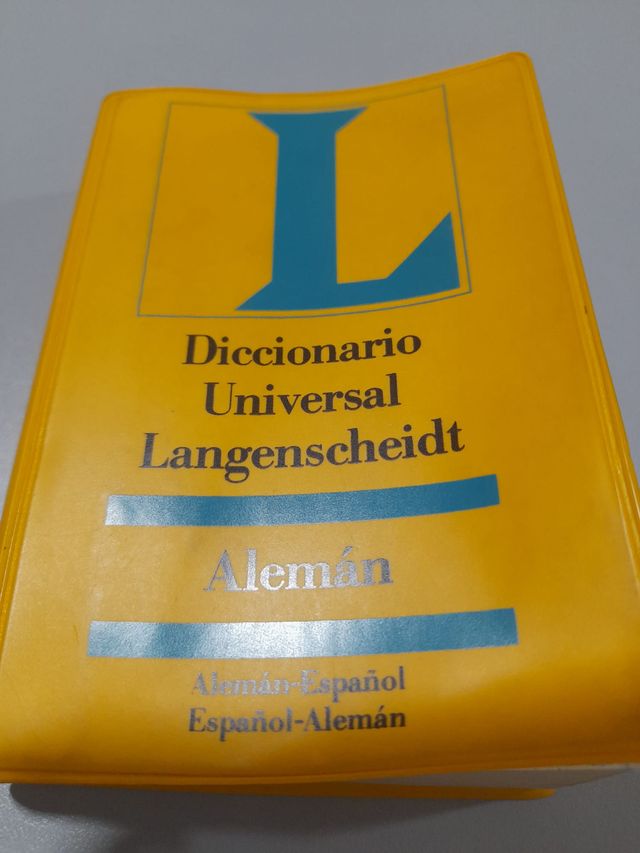 L
Diccionario
Universal
Langenscheidt
Alemán
Alemán-Español
Español-Alemán